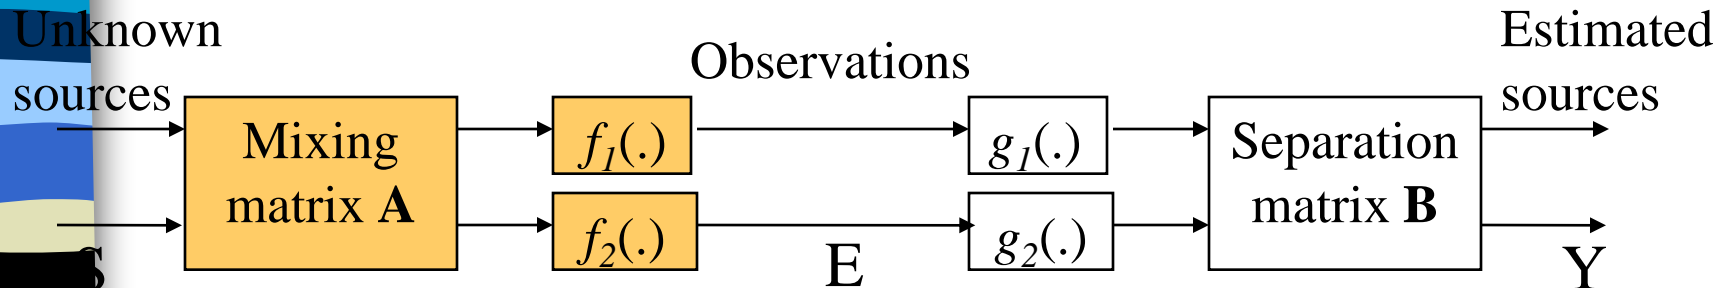 Unknown
sources
Mixing
matrix A
f1(.)
f2(.)
Observations
E
g1(.)
g2(.)
Separation
matrix B
Estimated
sources
S
Y